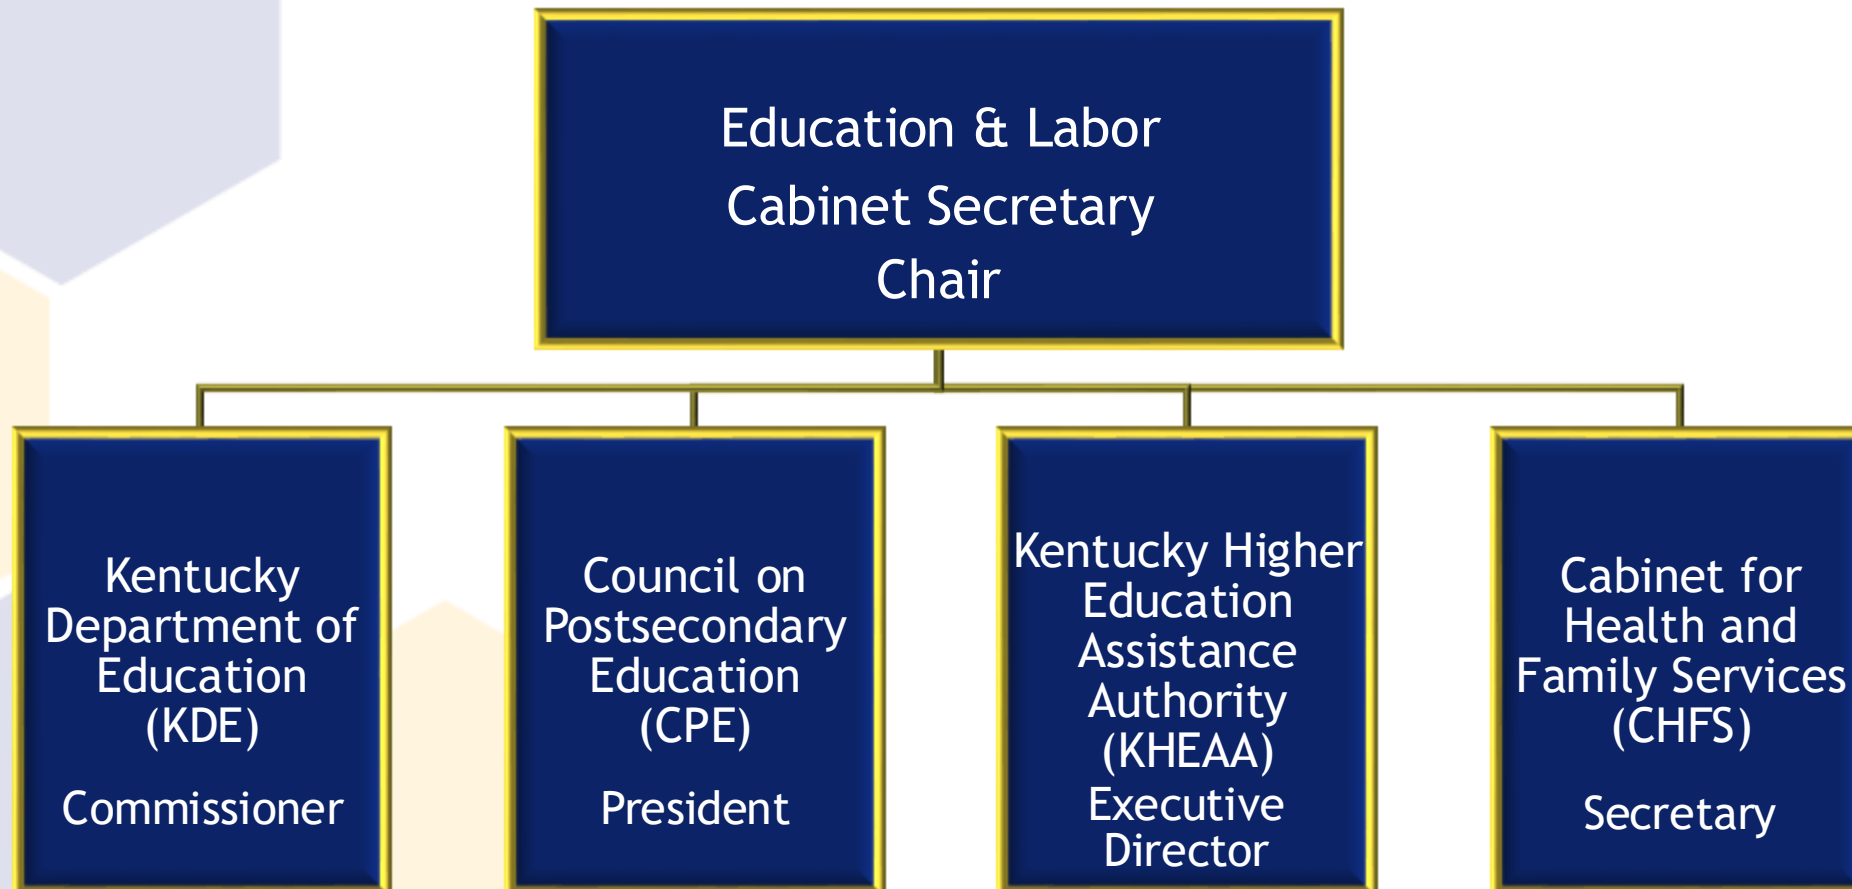 Education & Labor
Cabinet Secretary
Chair
Kentucky
Department of
Education
(KDE)
Commissioner
Council on
Postsecondary
Education
(CPE)
President
Kentucky Higher
Education
Assistance
Authority
(KHEAA)
Executive
Director
Cabinet for
Health and
Family Services
(CHFS)
Secretary